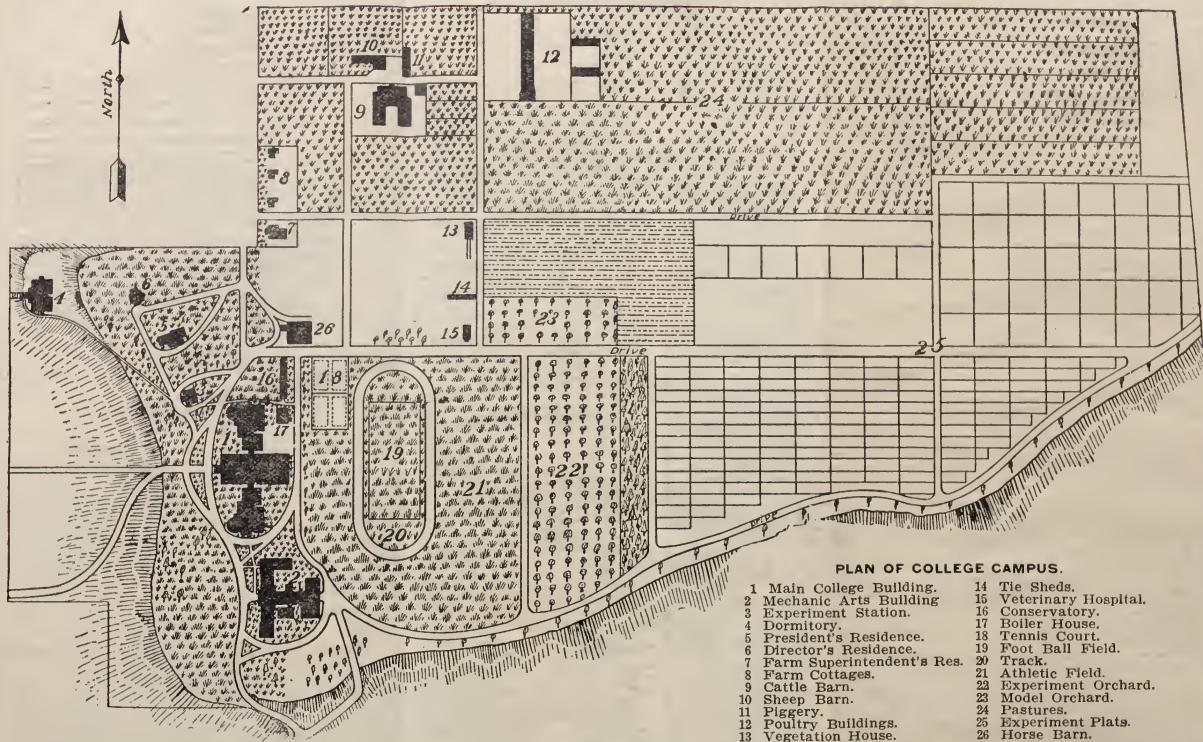 North
10
11
12
9
24
8
Drive
7
13
4
6
14
5
23
26
15
Drive
25
16
18
17
19
22
21
20
Drive
PLAN OF COLLEGE CAMPUS.
1 Main College Building.
2 Mechanic Arts Building
3 Experiment Station.
4 Dormitory.
5 President's Residence.
6 Director's Residence.
7 Farm Superintendent's Res.
8 Farm Cottages.
9 Cattle Barn.
10 Sheep Barn.
11 Piggery.
12 Poultry Buildings.
13 Vegetation House.
14 Tie Sheds.
15 Veterinary Hospital.
16 Conservatory.
17 Boiler House.
18 Tennis Court.
19 Foot Ball Field.
20 Track.
21 Athletic Field.
22 Experiment Orchard.
23 Model Orchard.
24 Pastures.
25 Experiment Plats.
26 Horse Barn.